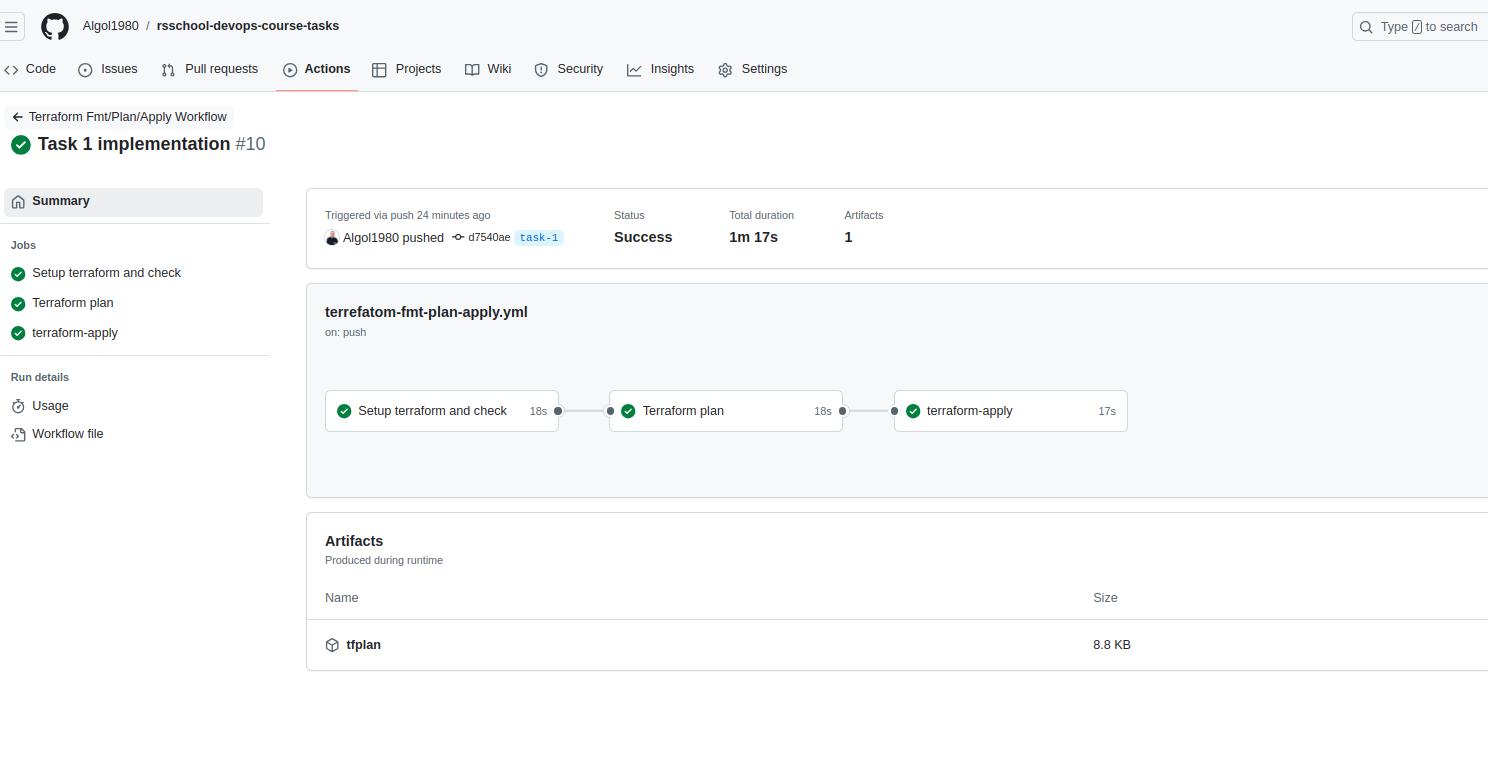 Algol1980 / rsschool-devops-course-tasks
Type / to search
Code Issues Pull requests Actions Projects Wiki Security Insights Settings
Terraform Fmt/Plan/Apply Workflow
Task 1 implementation #10
Summary
Jobs
Setup terraform and check
Terraform plan
terraform-apply
Run details
Usage
Workflow file
Triggered via push 24 minutes ago
Algol1980 pushed d7540ae task-1
Status
Success
Total duration
1m 17s
Artifacts
1
terrefatom-fmt-plan-apply.yml
on: push
Setup terraform and check 18s
Terraform plan 18s
terraform-apply 17s
Artifacts
Produced during runtime
Name Size
tfplan 8.8 KB